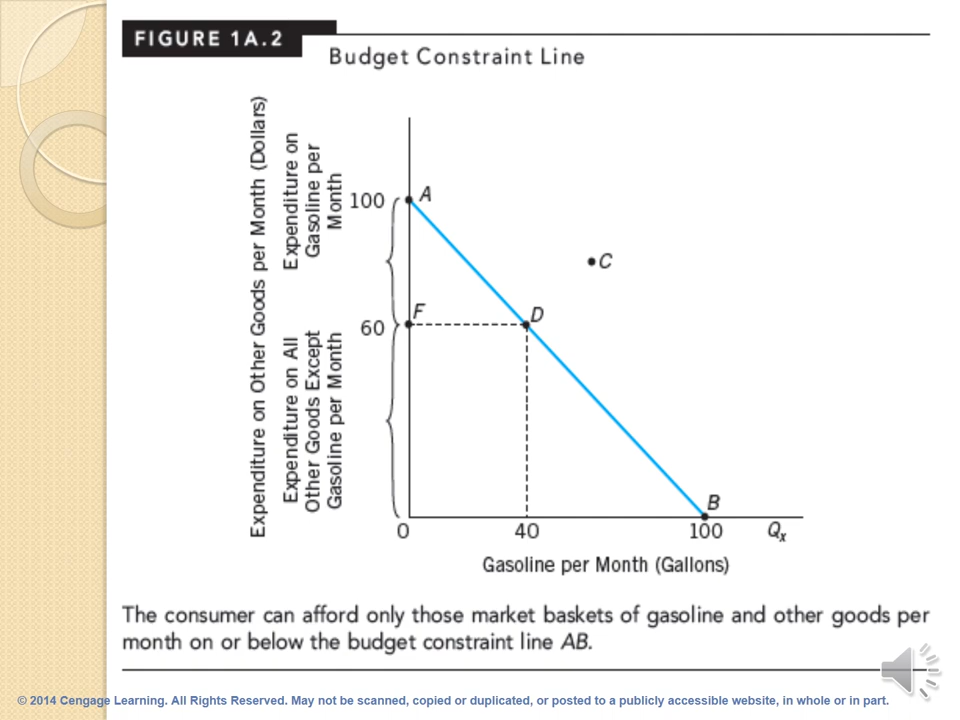 FIGURE 1A.2
Budget Constraint Line
Expenditure on Other Goods per Month (Dollars)
Expenditure on
Gasoline per
Month
Expenditure on All
Other Goods Except
Gasoline per Month
100
A
C
F
60
D
B
0
40
100
Qx
Gasoline per Month (Gallons)
The consumer can afford only those market baskets of gasoline and other goods per
month on or below the budget constraint line AB.
© 2014 Cengage Learning. All Rights Reserved. May not be scanned, copied or duplicated, or posted to a publicly accessible website, in whole or in part.